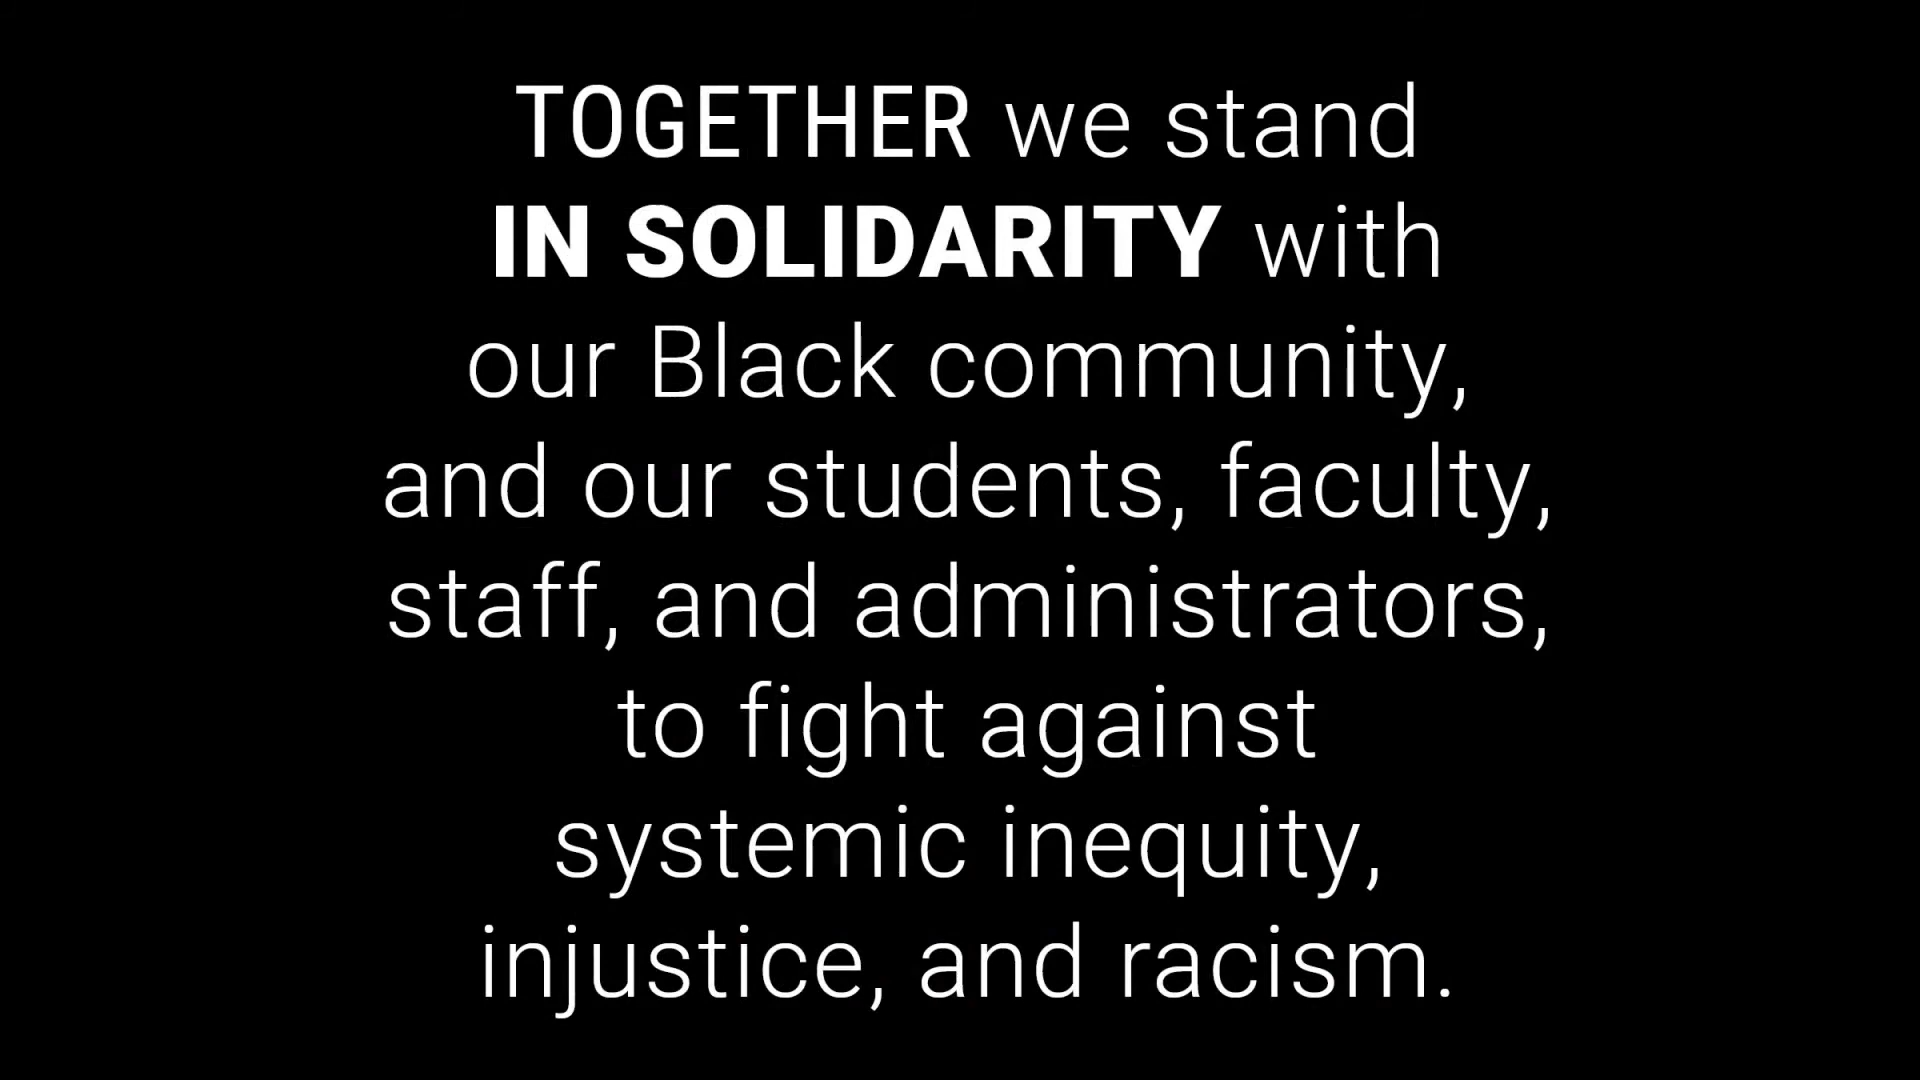 TOGETHER we stand
IN SOLIDARITY with
our Black community,
and our students, faculty,
staff, and administrators,
to fight against
systemic inequity,
injustice, and racism.